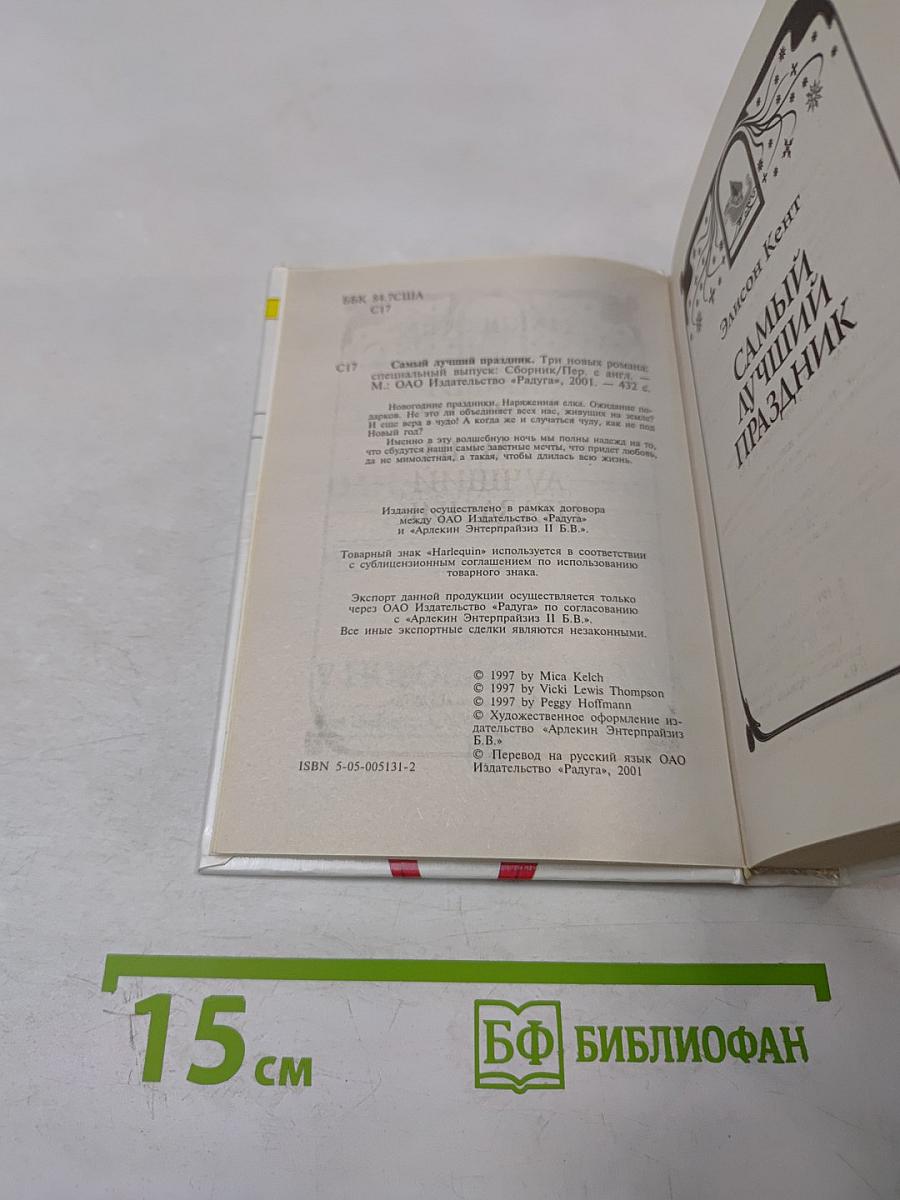 ББК 84.7США
С17
С17 Самый лучший праздник. Три новых романа:
специальный выпуск: Сборник/Пер. с англ. —
М.: ОАО Издательство «Радуга», 2001. — 432 с.
Новогодние праздники. Наряженная елка. Ожидание по-
дарков. Не это ли объединяет всех нас, живущих на земле?
И еще вера в чудо! А когда же и случаться чуду, как не под
Новый год?
Именно в эту волшебную ночь мы полны надежд на то,
что сбудутся наши самые заветные мечты, что придет любовь,
да не мимолетная, а такая, чтобы длилась всю жизнь.
Издание осуществлено в рамках договора
между ОАО Издательство «Радуга»
и «Арлекин Энтерпрайзиз II Б.В.».
Товарный знак «Harlequin» используется в соответствии
с сублицензионным соглашением по использованию
товарного знака.
Экспорт данной продукции осуществляется только
через ОАО Издательство «Радуга» по согласованию
с «Арлекин Энтерпрайзиз II Б.В.».
Все иные экспортные сделки являются незаконными.
© 1997 by Mica Kelch
© 1997 by Vicki Lewis Thompson
© 1997 by Peggy Hoffmann
© Художественное оформление из-
дательство «Арлекин Энтерпрайзиз
Б.В.»
© Перевод на русский язык ОАО
Издательство «Радуга», 2001
ISBN 5-05-005131-2
Элисон Кент
САМЫЙ
ЛУЧШИЙ
ПРАЗДНИК
15 см
БФ БИБЛИОФАН